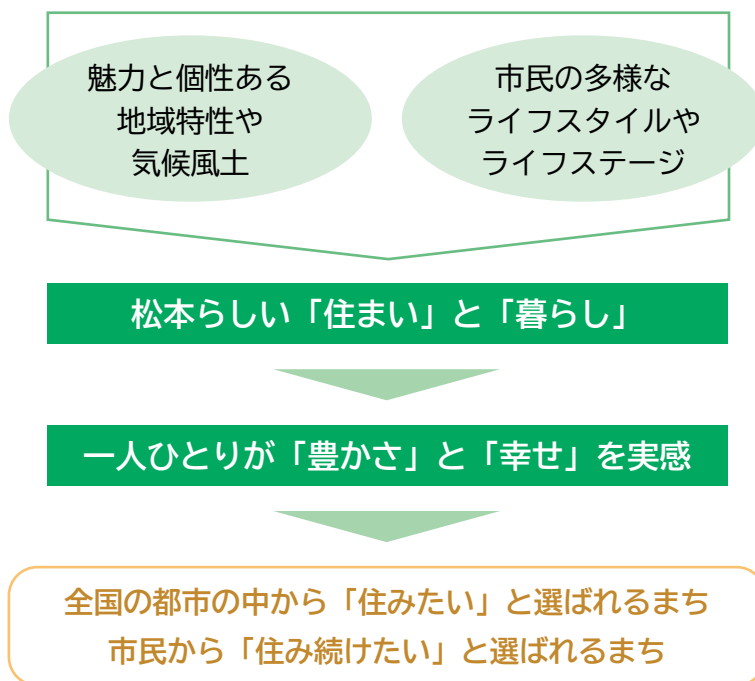 魅力と個性ある
地域特性や
気候風土
市民の多様な
ライフスタイルや
ライフステージ
松本らしい「住まい」と「暮らし」
一人ひとりが「豊かさ」と「幸せ」を実感
全国の都市の中から「住みたい」と選ばれるまち
市民から「住み続けたい」と選ばれるまち